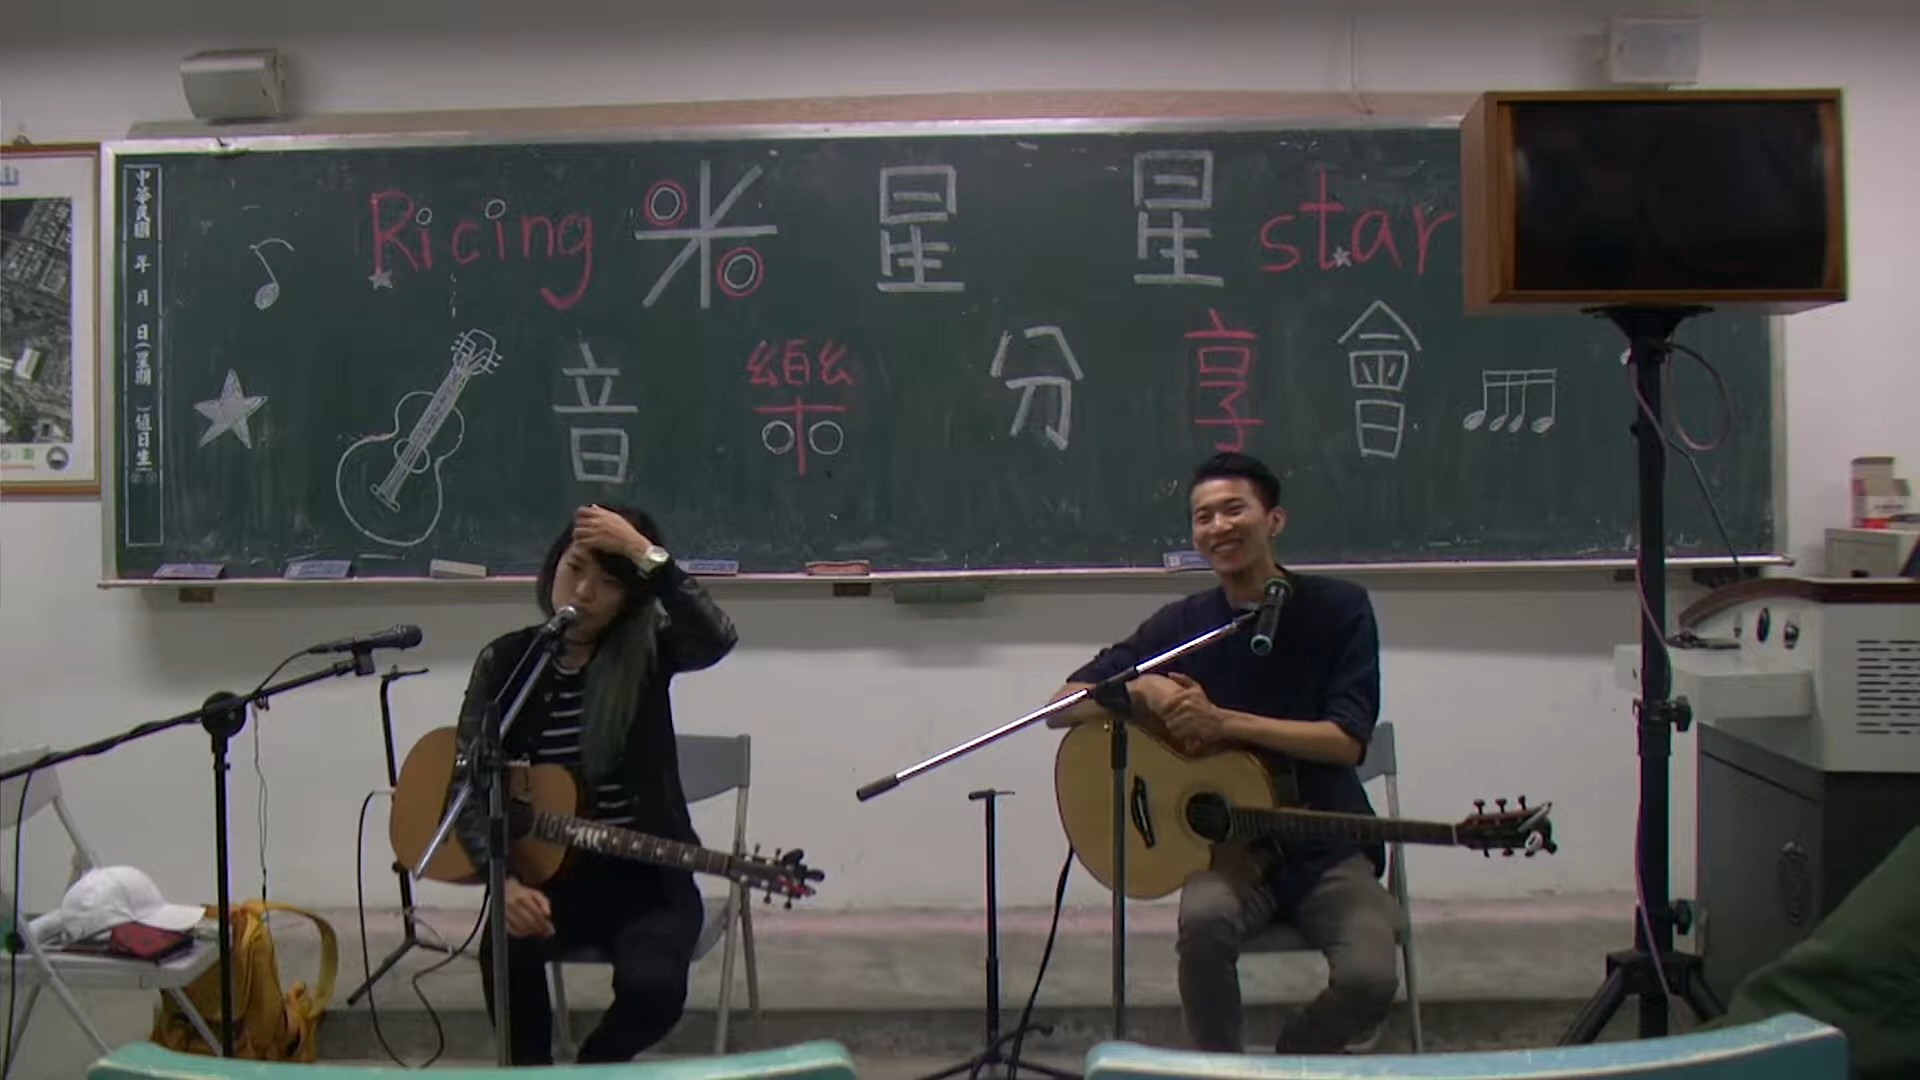 Ricing 米星星 star
音樂分享會
中華民國 年 月 日(星期 )值日生
山